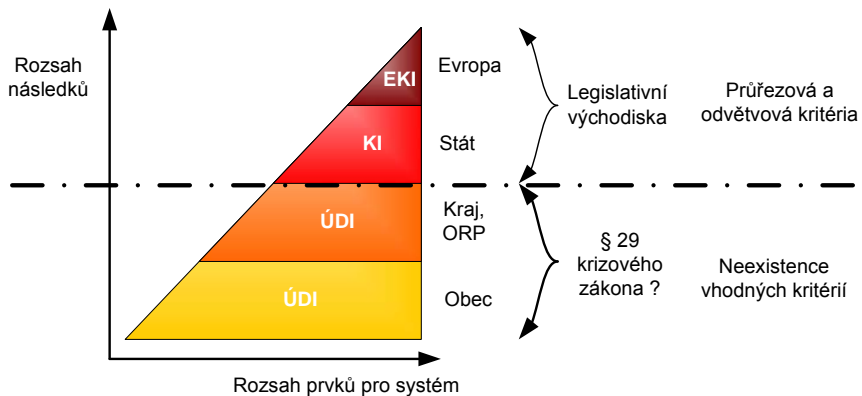 Rozsah
následků
EKI
Evropa
Legislativní
východiska
Průřezová a
odvětvová kritéria
KI
Stát
ÚDI
Kraj,
ORP
§ 29
krizového
zákona ?
Neexistence
vhodných kritérií
ÚDI
Obec
Rozsah prvků pro systém